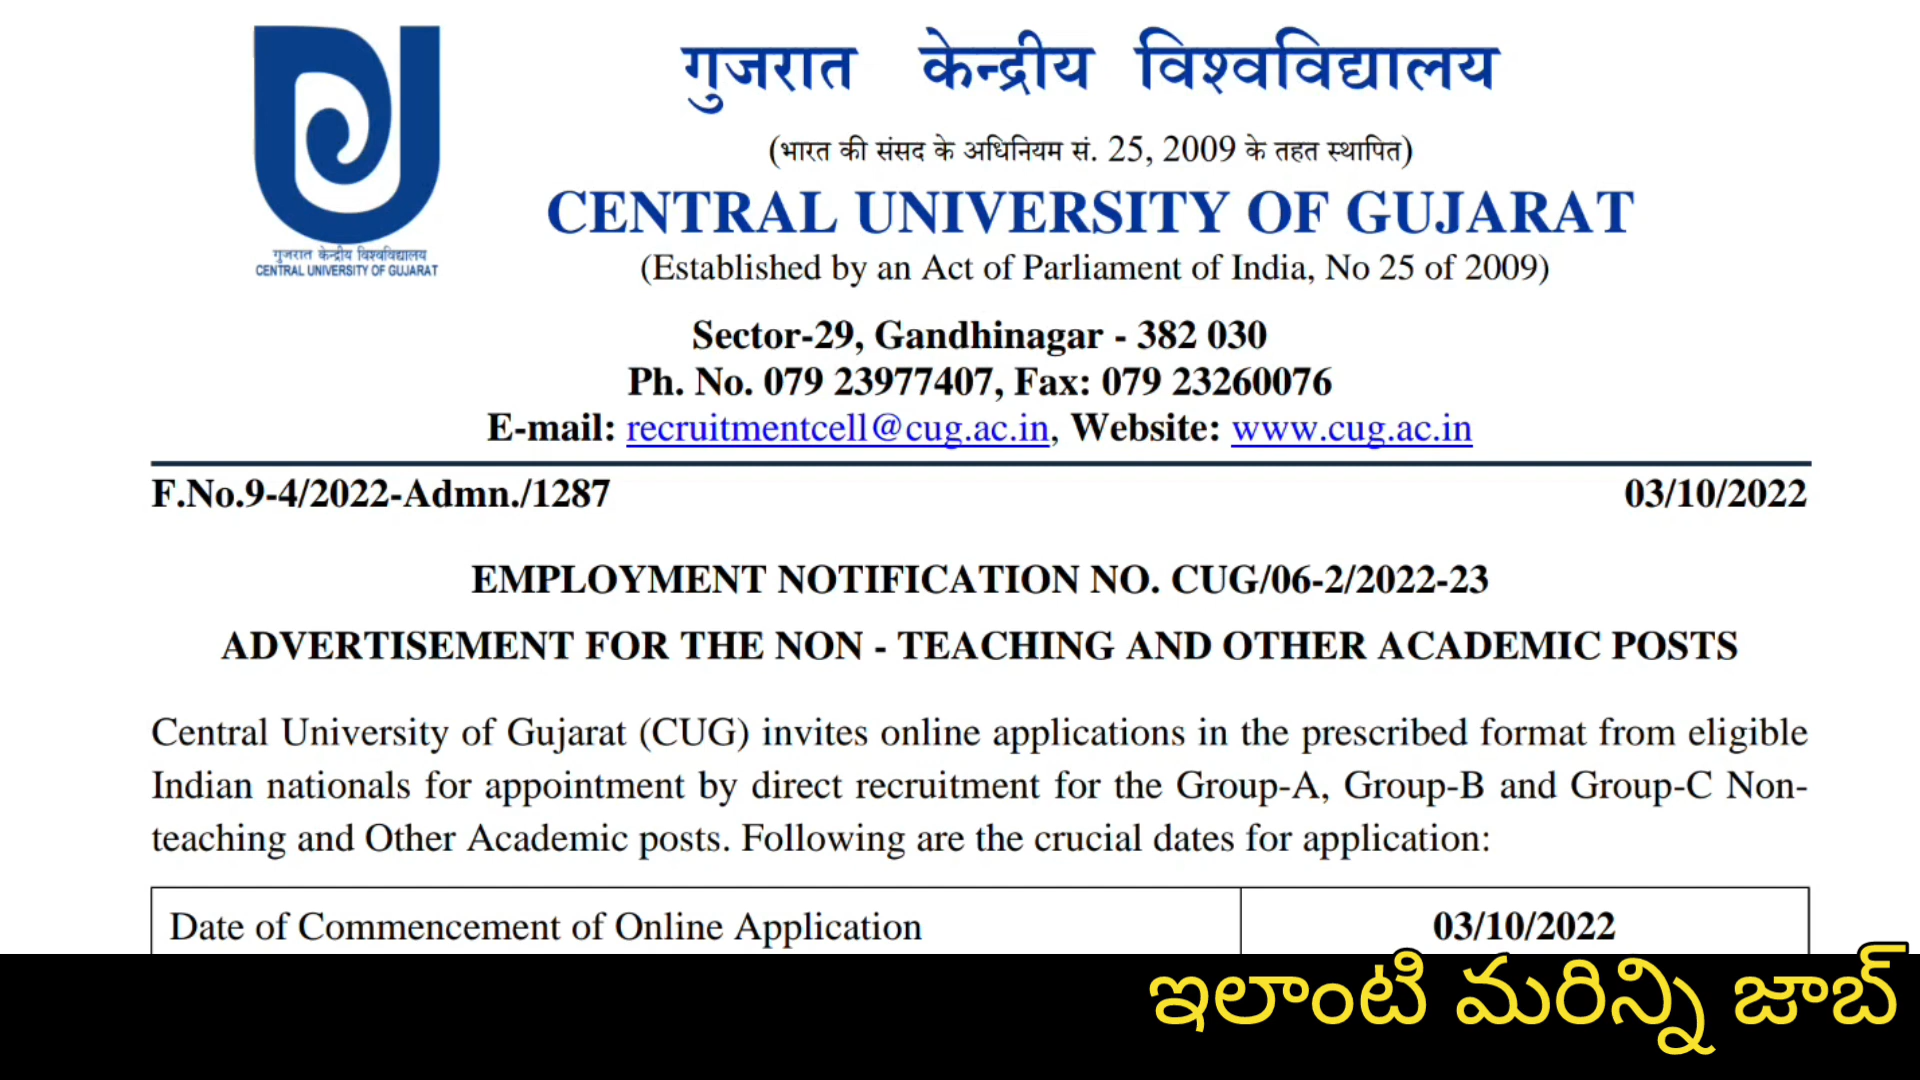 गुजरात केन्द्रीय विश्वविद्यालय
(भारत की संसद के अधिनियम सं. 25, 2009 के तहत स्थापित)
CENTRAL UNIVERSITY OF GUJARAT
(Established by an Act of Parliament of India, No 25 of 2009)
गुजरात केन्द्रीय विश्वविद्यालय
CENTRAL UNIVERSITY OF GUJARAT
Sector-29, Gandhinagar - 382 030
Ph. No. 079 23977407, Fax: 079 23260076
E-mail: recruitmentcell@cug.ac.in, Website: www.cug.ac.in
F.No.9-4/2022-Admn./1287 03/10/2022
EMPLOYMENT NOTIFICATION NO. CUG/06-2/2022-23
ADVERTISEMENT FOR THE NON - TEACHING AND OTHER ACADEMIC POSTS
Central University of Gujarat (CUG) invites online applications in the prescribed format from eligible
Indian nationals for appointment by direct recruitment for the Group-A, Group-B and Group-C Non-
teaching and Other Academic posts. Following are the crucial dates for application:
Date of Commencement of Online Application 03/10/2022
ఇలాంటి మరిన్ని జాబ్